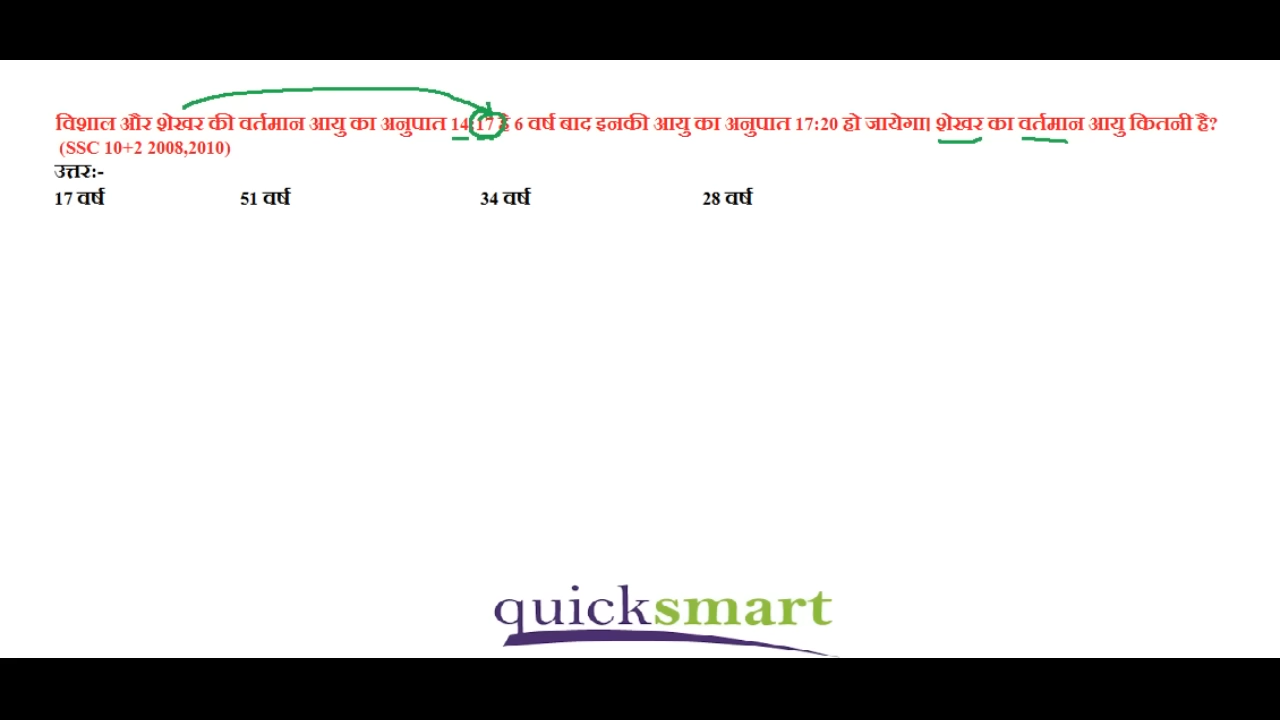 विशाल और शेखर की वर्तमान आयु का अनुपात 14:17 है 6 वर्ष बाद इनकी आयु का अनुपात 17:20 हो जायेगा। शेखर का वर्तमान आयु कितनी है?
(SSC 10+2 2008,2010)
उत्तर:-
17 वर्ष 51 वर्ष 34 वर्ष 28 वर्ष
quicksmart